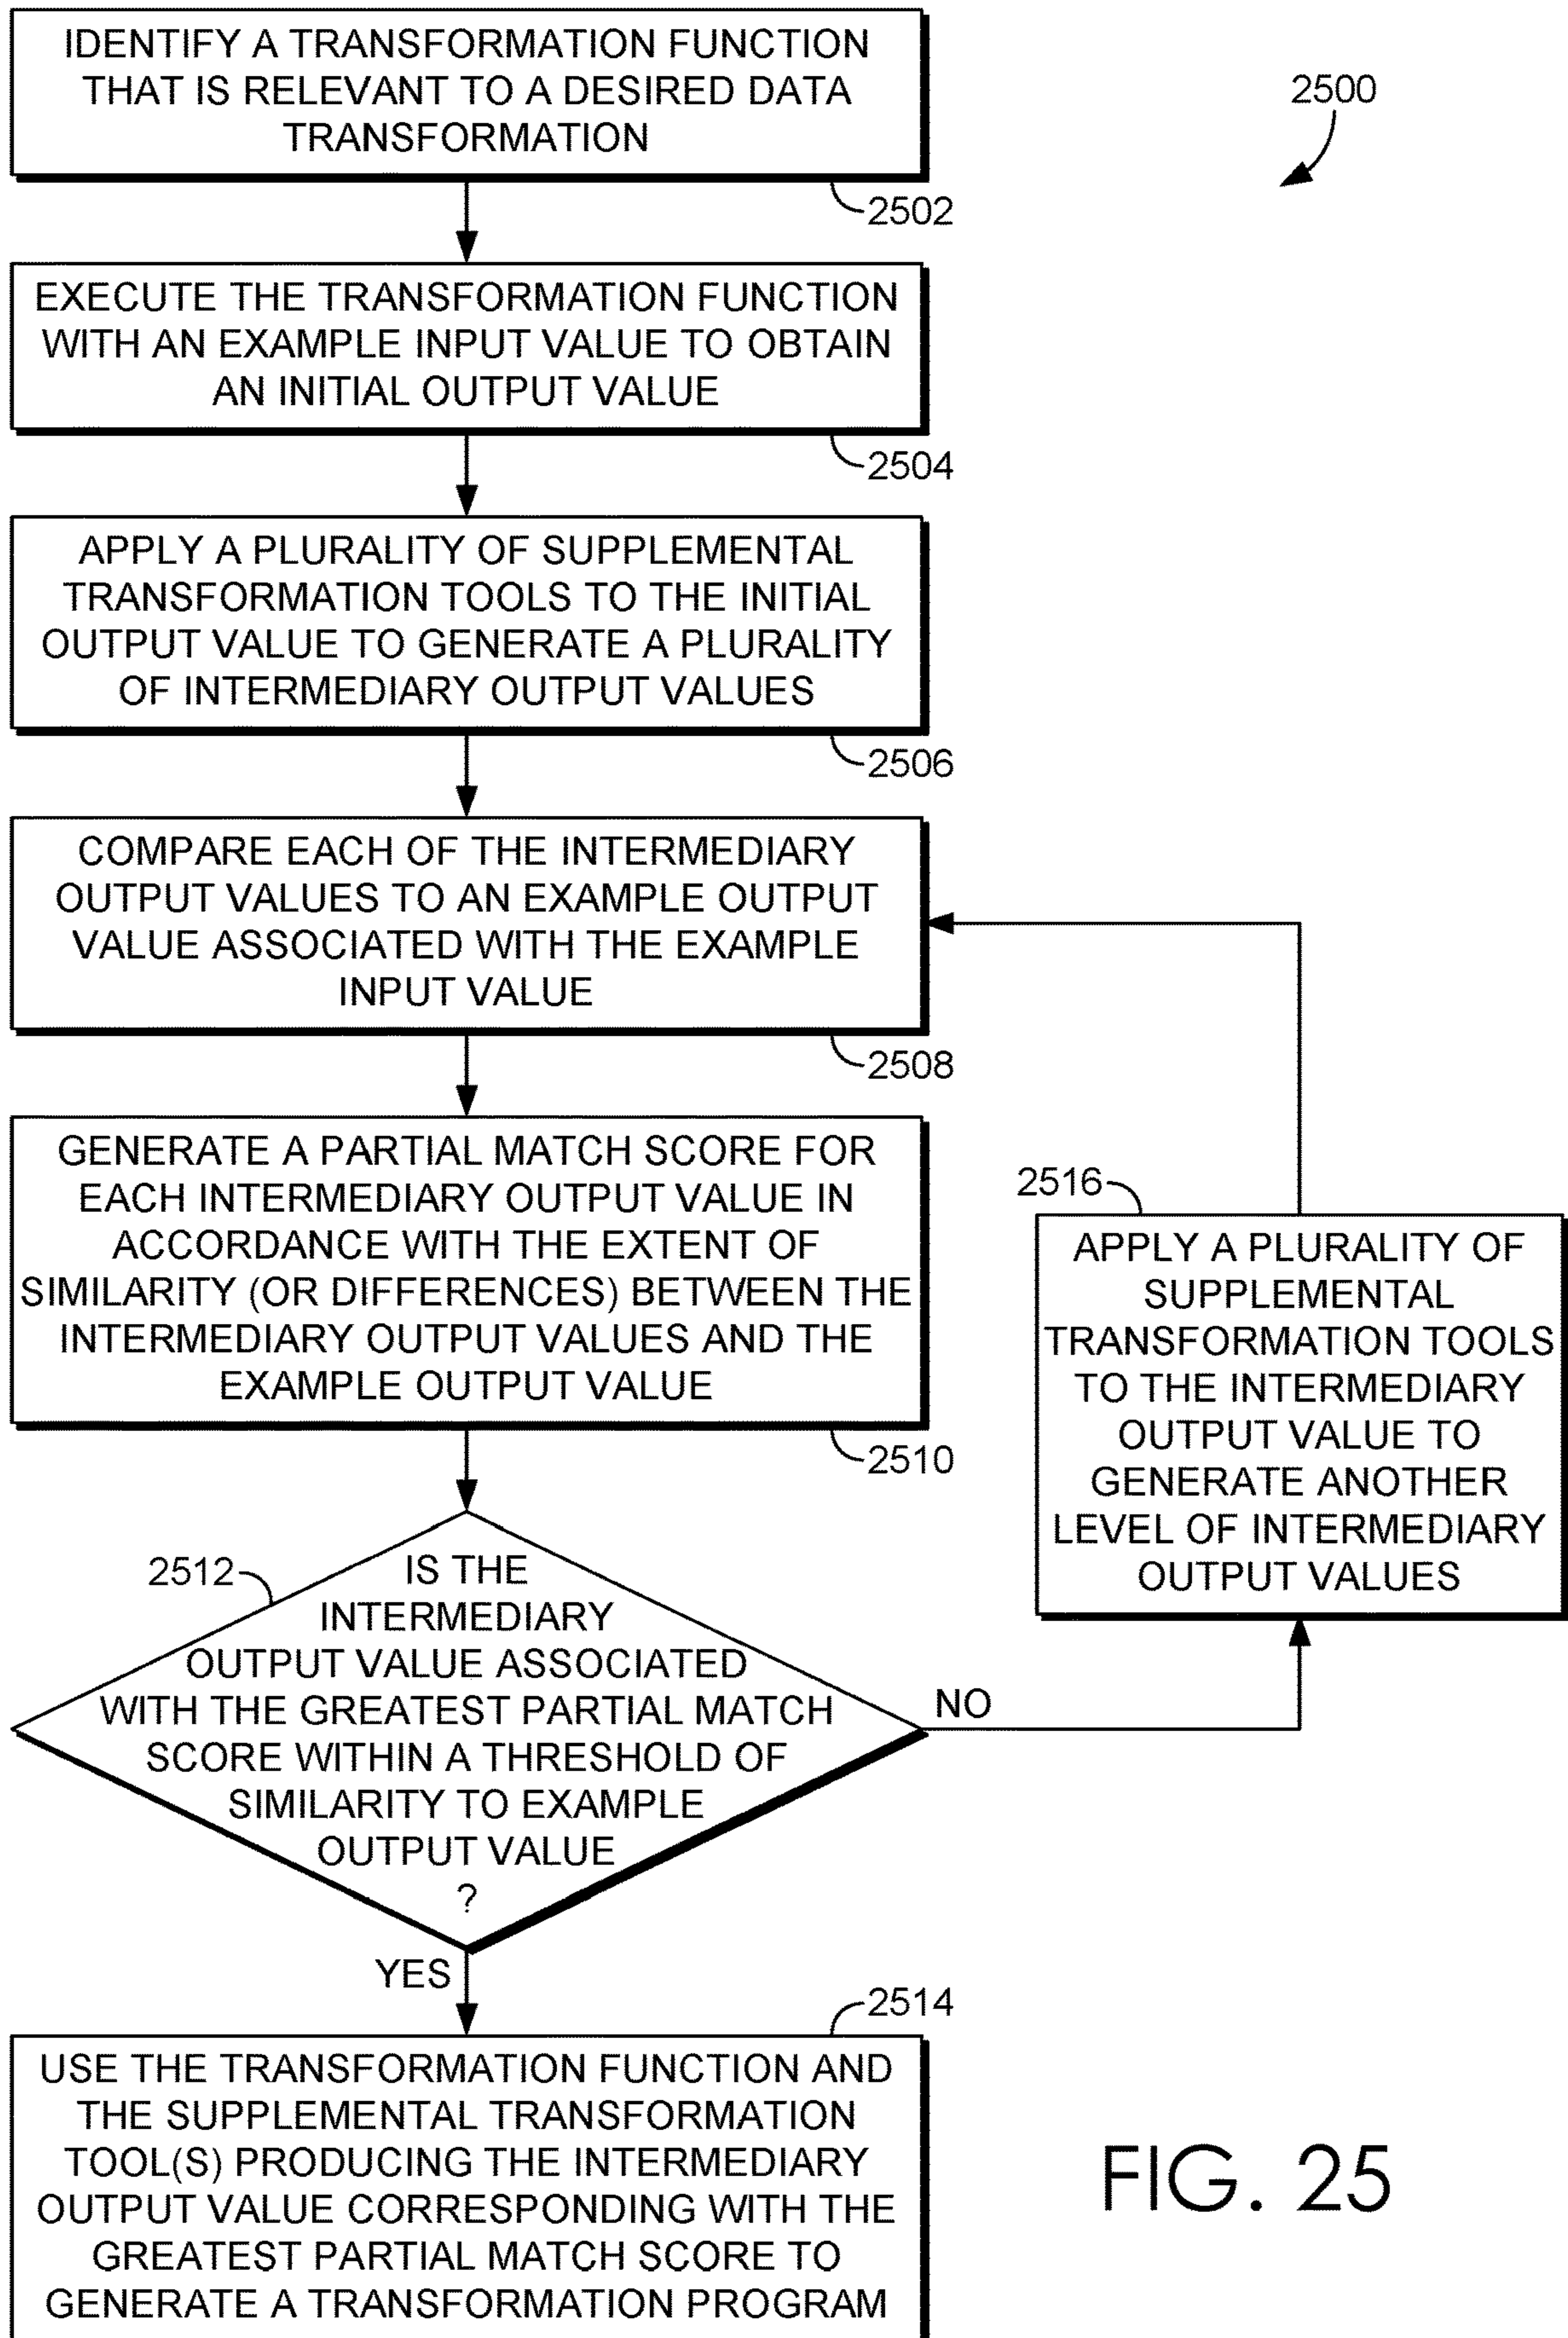 IDENTIFY A TRANSFORMATION FUNCTION
THAT IS RELEVANT TO A DESIRED DATA
TRANSFORMATION
2500
2502
EXECUTE THE TRANSFORMATION FUNCTION
WITH AN EXAMPLE INPUT VALUE TO OBTAIN
AN INITIAL OUTPUT VALUE
2504
APPLY A PLURALITY OF SUPPLEMENTAL
TRANSFORMATION TOOLS TO THE INITIAL
OUTPUT VALUE TO GENERATE A PLURALITY
OF INTERMEDIARY OUTPUT VALUES
2506
COMPARE EACH OF THE INTERMEDIARY
OUTPUT VALUES TO AN EXAMPLE OUTPUT
VALUE ASSOCIATED WITH THE EXAMPLE
INPUT VALUE
2508
GENERATE A PARTIAL MATCH SCORE FOR
EACH INTERMEDIARY OUTPUT VALUE IN
ACCORDANCE WITH THE EXTENT OF
SIMILARITY (OR DIFFERENCES) BETWEEN THE
INTERMEDIARY OUTPUT VALUES AND THE
EXAMPLE OUTPUT VALUE
2510
2516
APPLY A PLURALITY OF
SUPPLEMENTAL
TRANSFORMATION TOOLS
TO THE INTERMEDIARY
OUTPUT VALUE TO
GENERATE ANOTHER
LEVEL OF INTERMEDIARY
OUTPUT VALUES
2512
IS THE
INTERMEDIARY
OUTPUT VALUE ASSOCIATED
WITH THE GREATEST PARTIAL MATCH
SCORE WITHIN A THRESHOLD OF
SIMILARITY TO EXAMPLE
OUTPUT VALUE
?
NO
YES
2514
USE THE TRANSFORMATION FUNCTION AND
THE SUPPLEMENTAL TRANSFORMATION
TOOL(S) PRODUCING THE INTERMEDIARY
OUTPUT VALUE CORRESPONDING WITH THE
GREATEST PARTIAL MATCH SCORE TO
GENERATE A TRANSFORMATION PROGRAM
FIG. 25